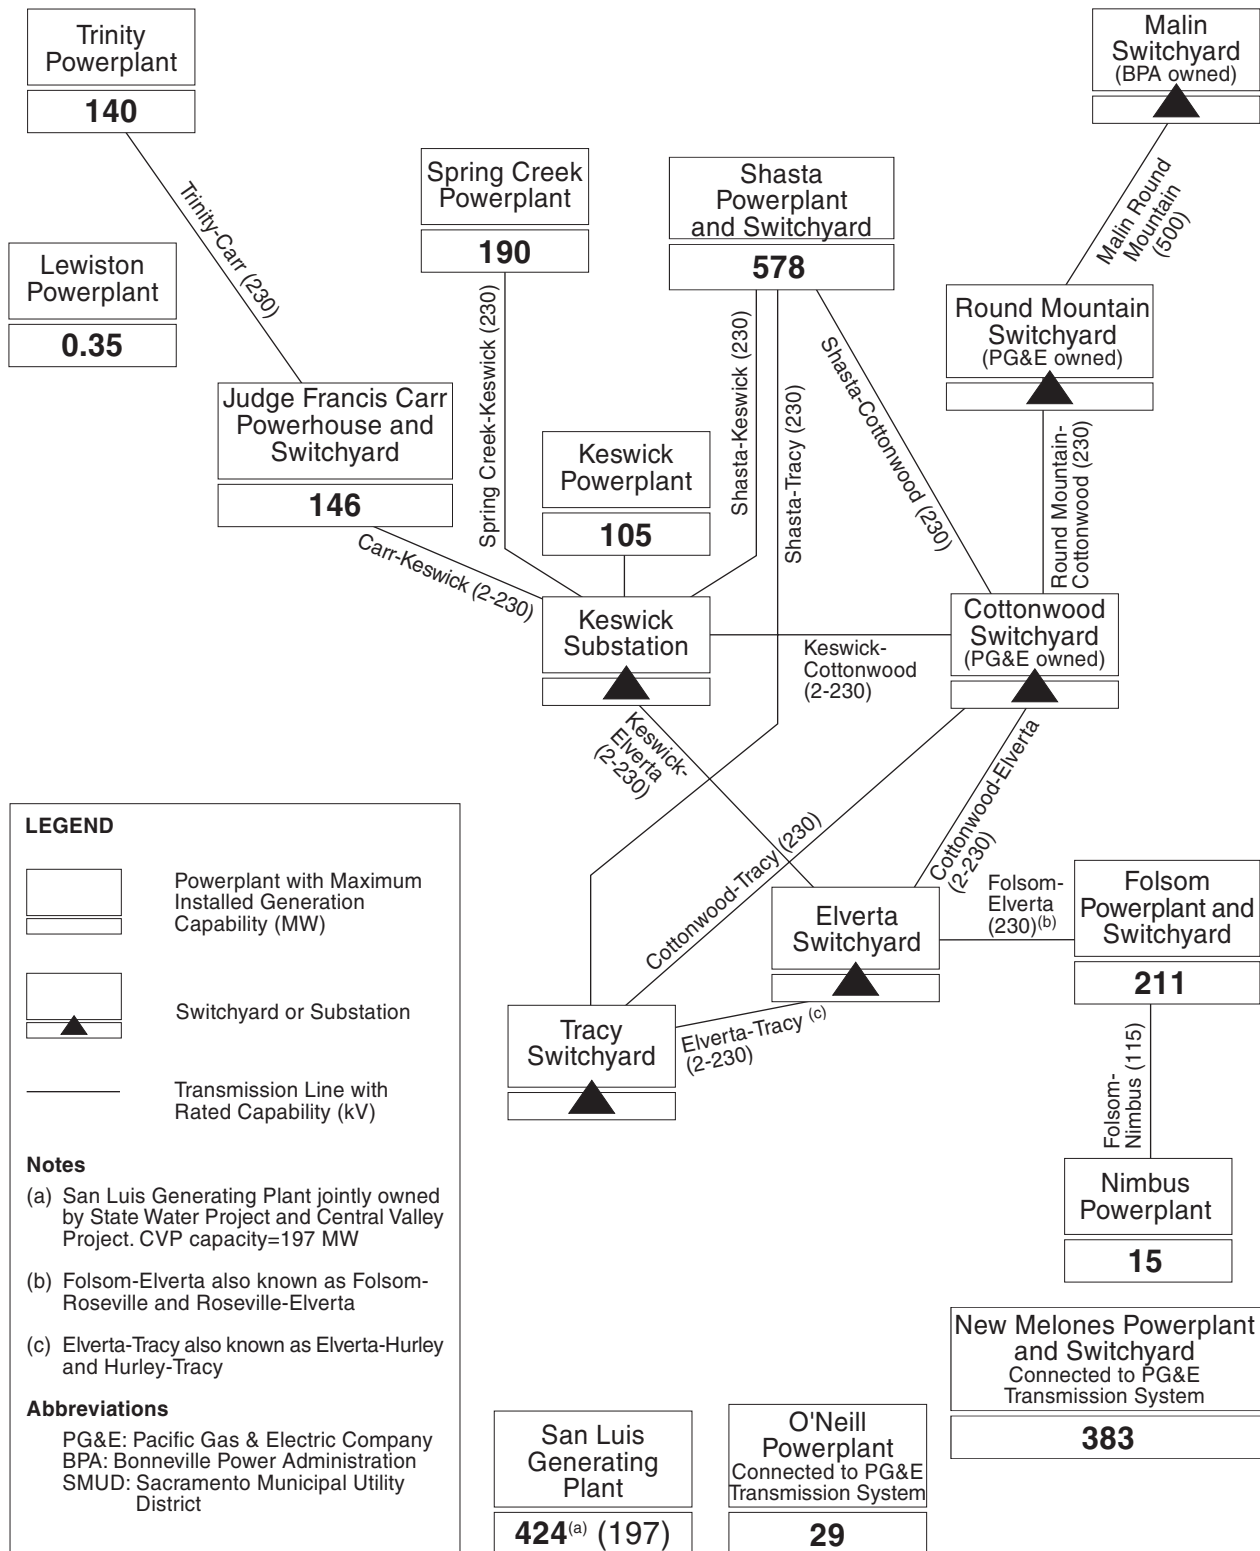 Trinity
Powerplant
140
Malin
Switchyard
(BPA owned)
Spring Creek
Powerplant
190
Shasta
Powerplant
and Switchyard
578
Trinity-Carr (230)
Malin Round
Mountain
(500)
Lewiston
Powerplant
0.35
Round Mountain
Switchyard
(PG&E owned)
Judge Francis Carr
Powerhouse and
Switchyard
146
Spring Creek-Keswick (230)
Keswick
Powerplant
105
Shasta-Keswick (230)
Shasta-Tracy (230)
Shasta-Cottonwood (230)
Round Mountain-
Cottonwood (230)
Carr-Keswick (2-230)
Keswick
Substation
Keswick-
Cottonwood
(2-230)
Cottonwood
Switchyard
(PG&E owned)
Keswick-
Elverta
(2-230)
Cottonwood-Tracy (230)
Cottonwood-Elverta
(2-230)
Elverta
Switchyard
Folsom-
Elverta
(230)(b)
Folsom
Powerplant and
Switchyard
211
Tracy
Switchyard
Elverta-Tracy (c)
(2-230)
Folsom-
Nimbus (115)
Nimbus
Powerplant
15
LEGEND
Powerplant with Maximum
Installed Generation
Capability (MW)
Switchyard or Substation
Transmission Line with
Rated Capability (kV)
Notes
(a) San Luis Generating Plant jointly owned
by State Water Project and Central Valley
Project. CVP capacity=197 MW
(b) Folsom-Elverta also known as Folsom-
Roseville and Roseville-Elverta
(c) Elverta-Tracy also known as Elverta-Hurley
and Hurley-Tracy
Abbreviations
PG&E: Pacific Gas & Electric Company
BPA: Bonneville Power Administration
SMUD: Sacramento Municipal Utility
District
New Melones Powerplant
and Switchyard
Connected to PG&E
Transmission System
383
San Luis
Generating
Plant
424(a) (197)
O'Neill
Powerplant
Connected to PG&E
Transmission System
29